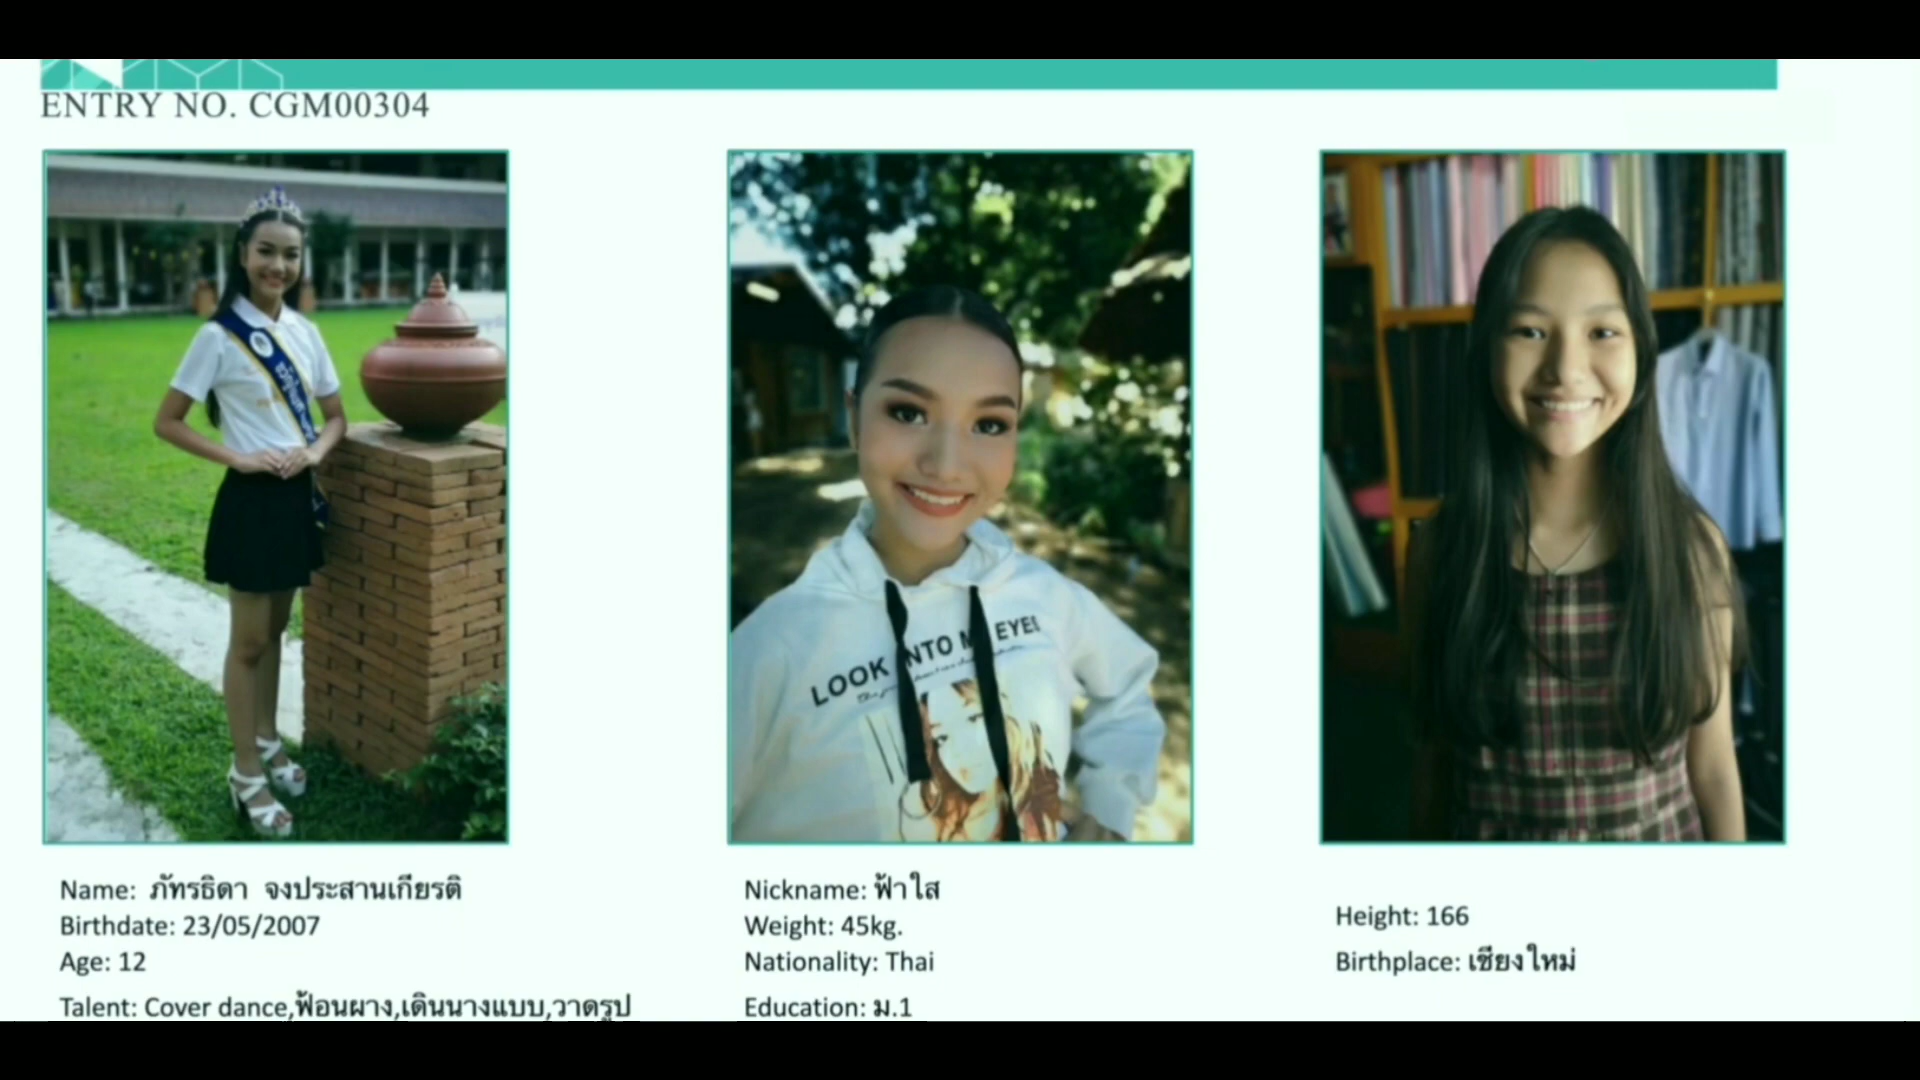 ENTRY NO. CGM00304
LOOK INTO M EYE!
Name: ภัทรธิดา จงประสานเกียรติ
Birthdate: 23/05/2007
Age: 12
Talent: Cover dance,ฟ้อนผาง,เดินนางแบบ,วาดรูป
Nickname: ฟ้าใส
Weight: 45kg.
Nationality: Thai
Education: ม.1
Height: 166
Birthplace: เชียงใหม่